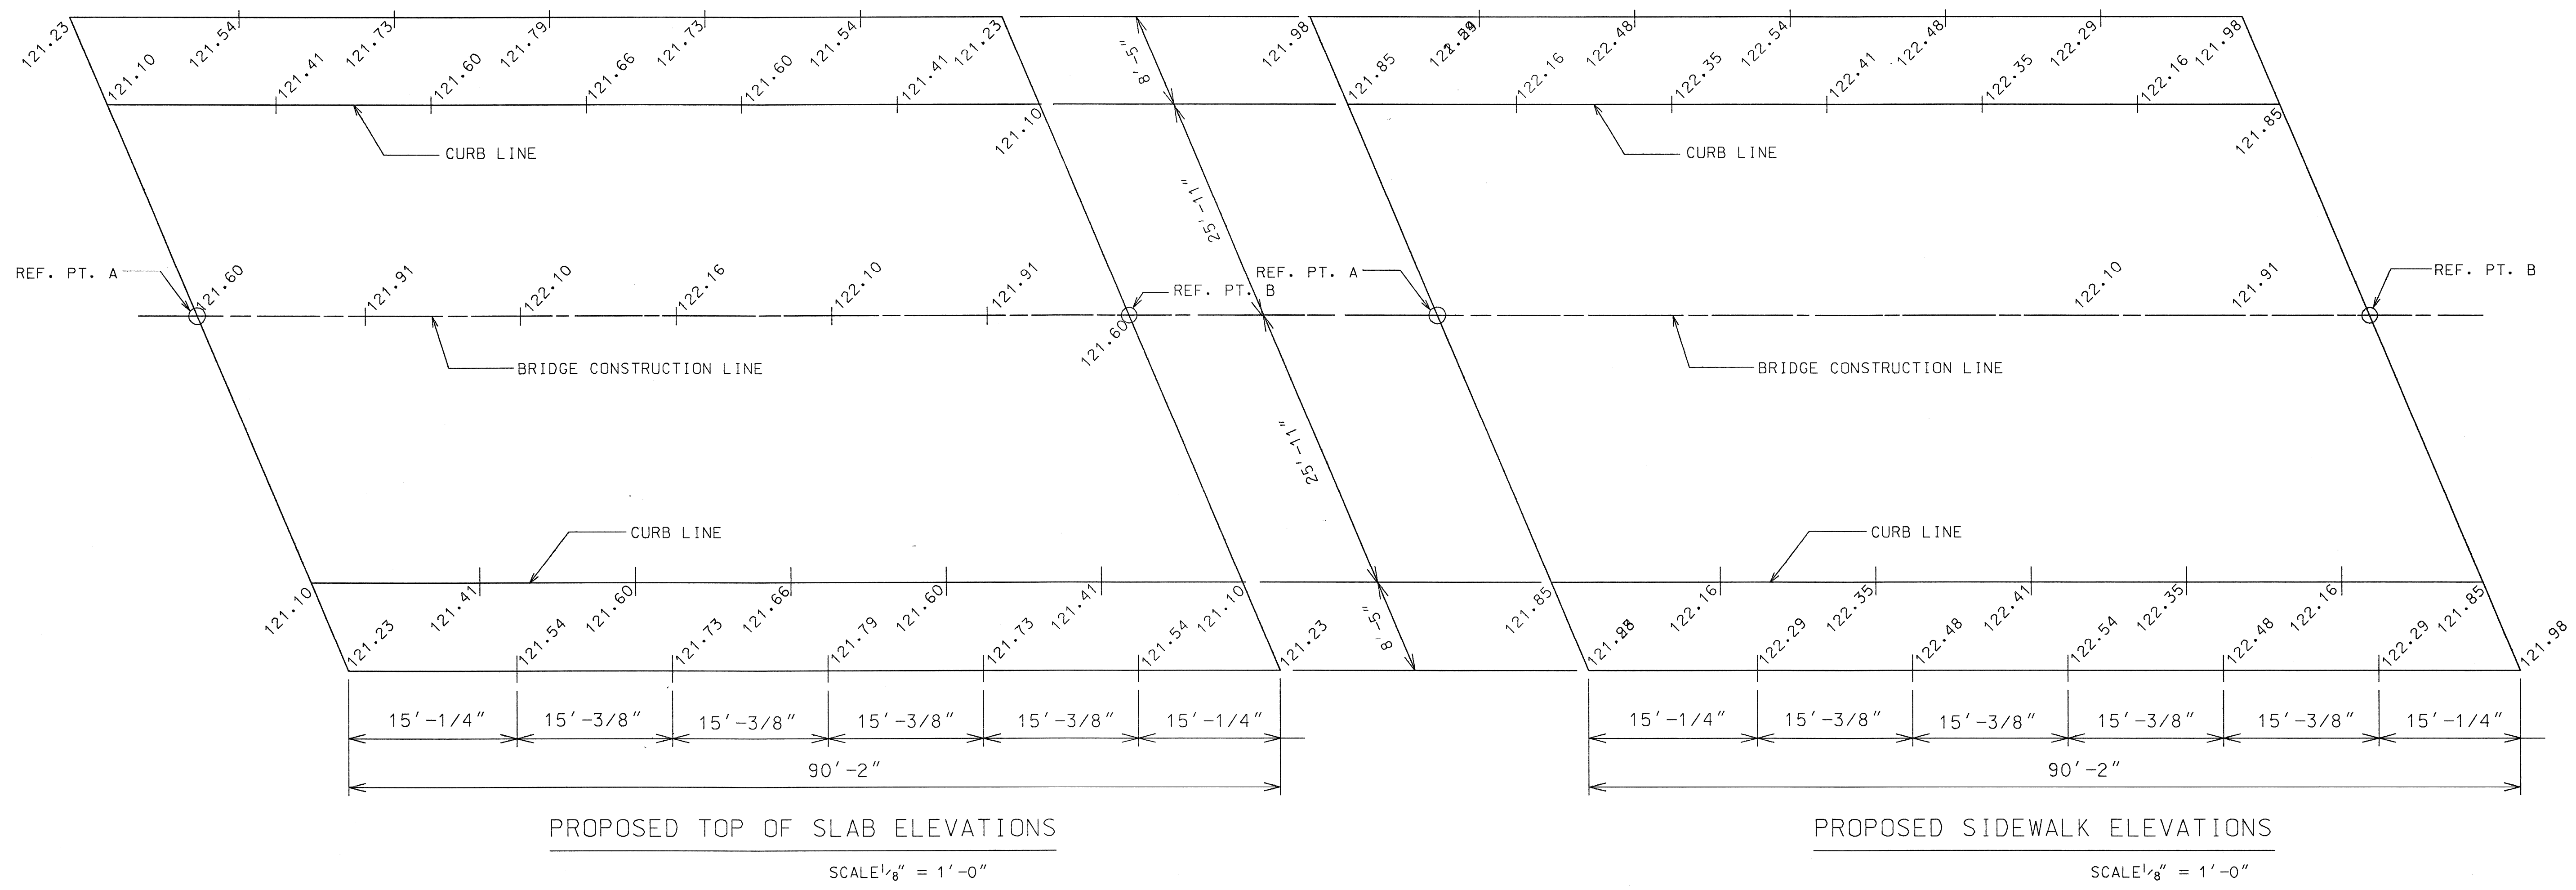 121.23 121.54 121.73 121.79 121.73 121.54 121.23
121.10 121.41 121.60 121.66 121.60 121.41 121.10
CURB LINE
REF. PT. A
121.60 121.91 122.10 122.16 122.10 121.91 121.60
REF. PT. B
BRIDGE CONSTRUCTION LINE
CURB LINE
121.10 121.41 121.60 121.66 121.60 121.41 121.10
121.23 121.54 121.73 121.79 121.73 121.54 121.23
15'-1/4" 15'-3/8" 15'-3/8" 15'-3/8" 15'-3/8" 15'-1/4"
90'-2"
PROPOSED TOP OF SLAB ELEVATIONS
SCALE 1/8" = 1'-0"
8'-5"
25'-11"
25'-11"
8'-5"
121.98 122.48 122.54 122.48 122.29 121.98
121.85 122.16 122.35 122.41 122.35 122.16 121.85
CURB LINE
REF. PT. A
122.10 121.91
REF. PT. B
BRIDGE CONSTRUCTION LINE
CURB LINE
121.85 122.16 122.35 122.41 122.35 122.16 121.85
122.29 122.48 122.54 122.48 122.29 121.98
15'-1/4" 15'-3/8" 15'-3/8" 15'-3/8" 15'-3/8" 15'-1/4"
90'-2"
PROPOSED SIDEWALK ELEVATIONS
SCALE 1/8" = 1'-0"